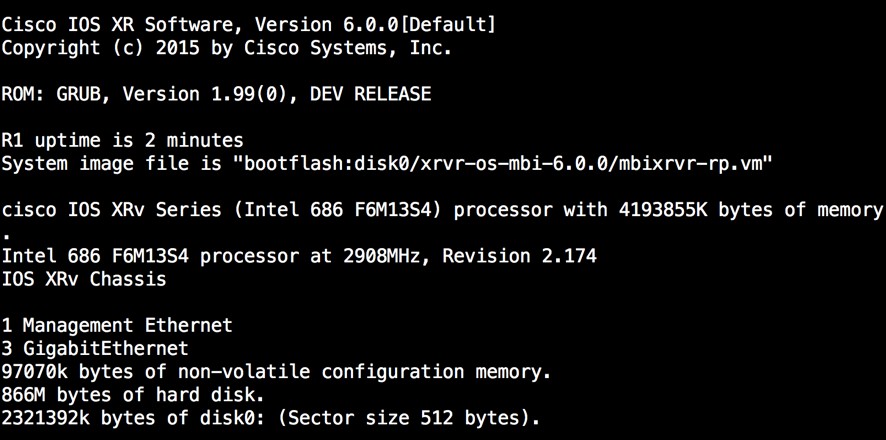 Cisco IOS XR Software, Version 6.0.0[Default]
Copyright (c) 2015 by Cisco Systems, Inc.
ROM: GRUB, Version 1.99(0), DEV RELEASE
R1 uptime is 2 minutes
System image file is "bootflash:disk0/xrvr-os-mbi-6.0.0/mbixrvr-rp.vm"
cisco IOS XRv Series (Intel 686 F6M13S4) processor with 4193855K bytes of memory
.
Intel 686 F6M13S4 processor at 2908MHz, Revision 2.174
IOS XRv Chassis
1 Management Ethernet
3 GigabitEthernet
97070k bytes of non-volatile configuration memory.
866M bytes of hard disk.
2321392k bytes of disk0: (Sector size 512 bytes).